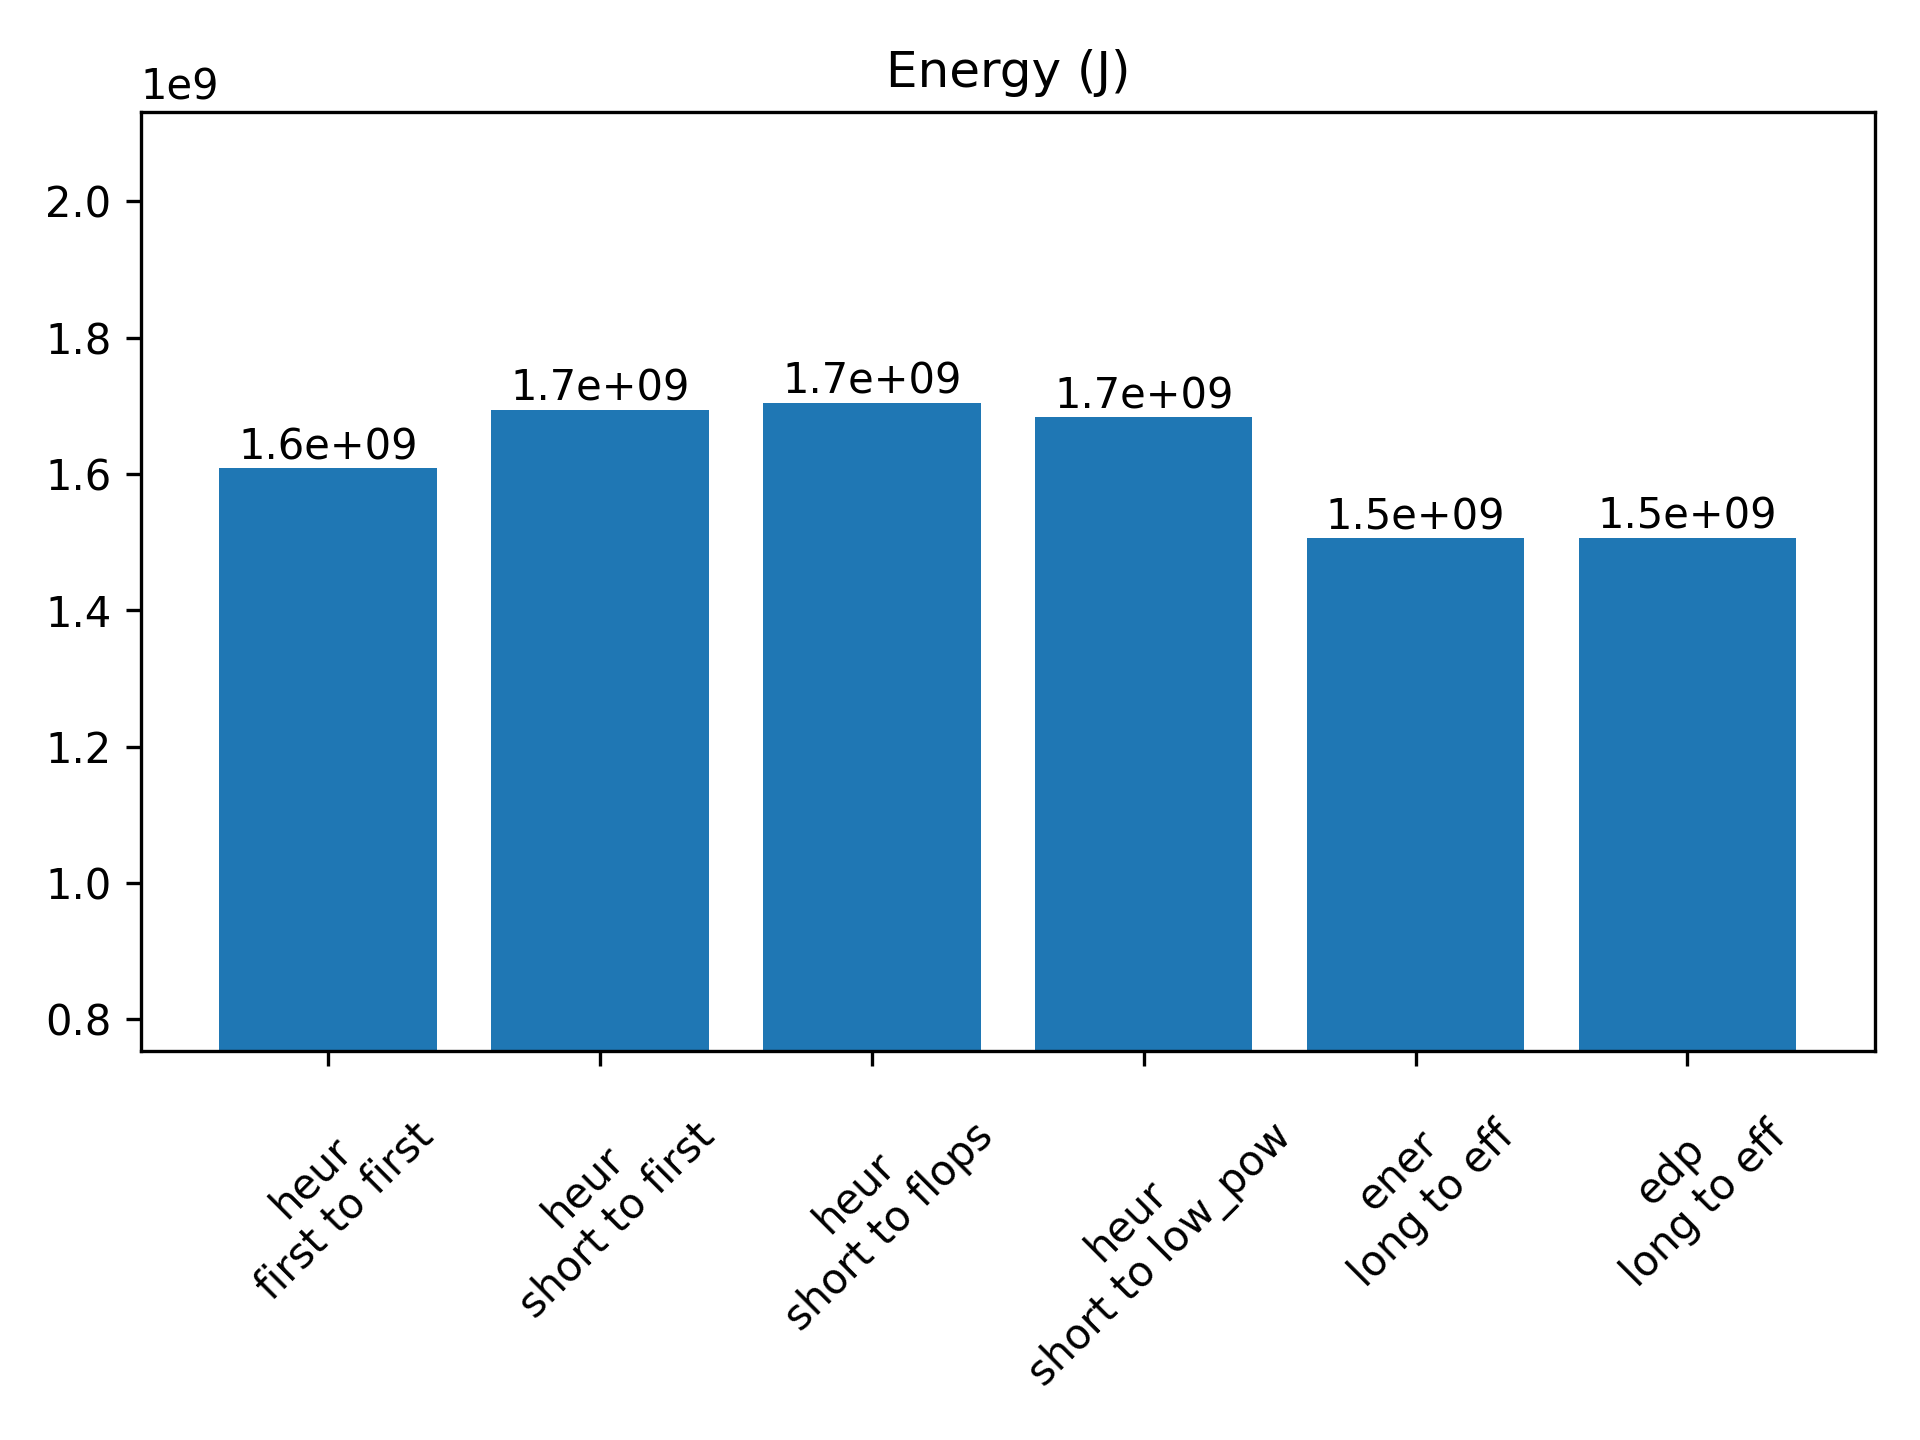 Energy (J)
1e9
2.0
1.8
1.6
1.4
1.2
1.0
0.8
1.6e+09
1.7e+09
1.7e+09
1.7e+09
1.5e+09
1.5e+09
heur
first to first
heur
short to first
heur
short to flops
heur
short to low_pow
ener
long to eff
edp
long to eff